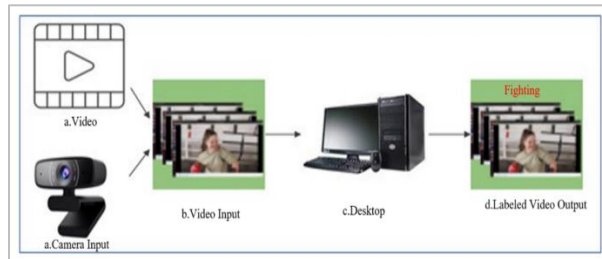 a.Video
a.Camera Input
b.Video Input
c.Desktop
Fighting
d.Labeled Video Output